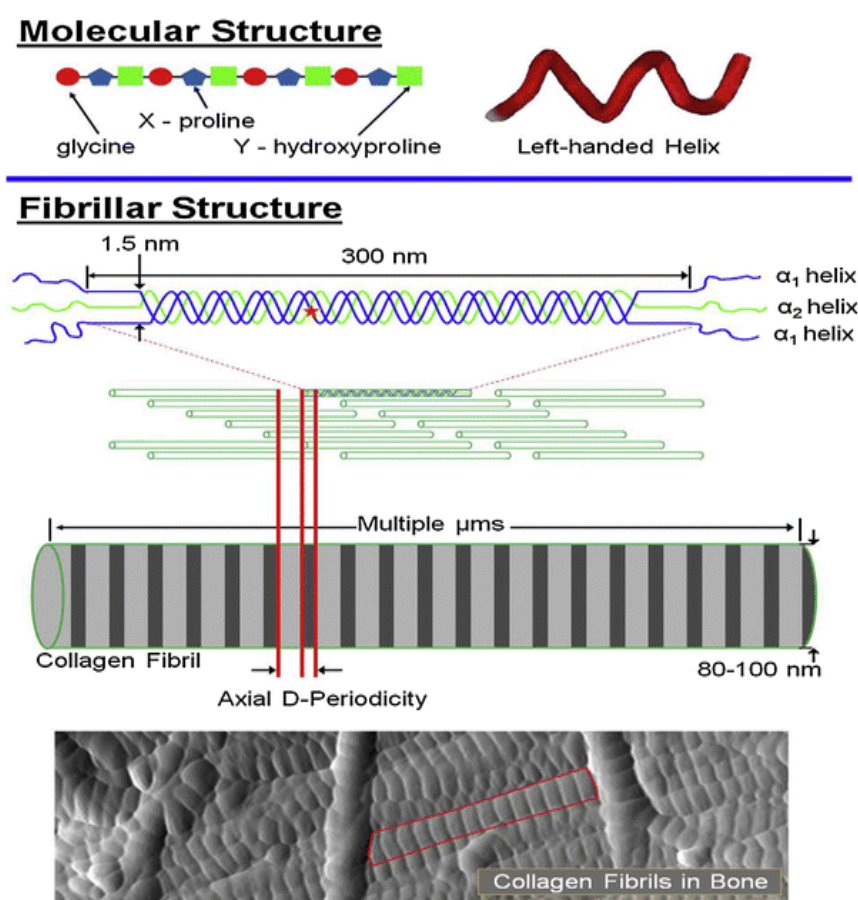 Molecular Structure
X - proline
glycine
Y - hydroxyproline
Left-handed Helix
Fibrillar Structure
1.5 nm
300 nm
α1 helix
α2 helix
α1 helix
Multiple µms
Collagen Fibril
80-100 nm
Axial D-Periodicity
Collagen Fibrils in Bone